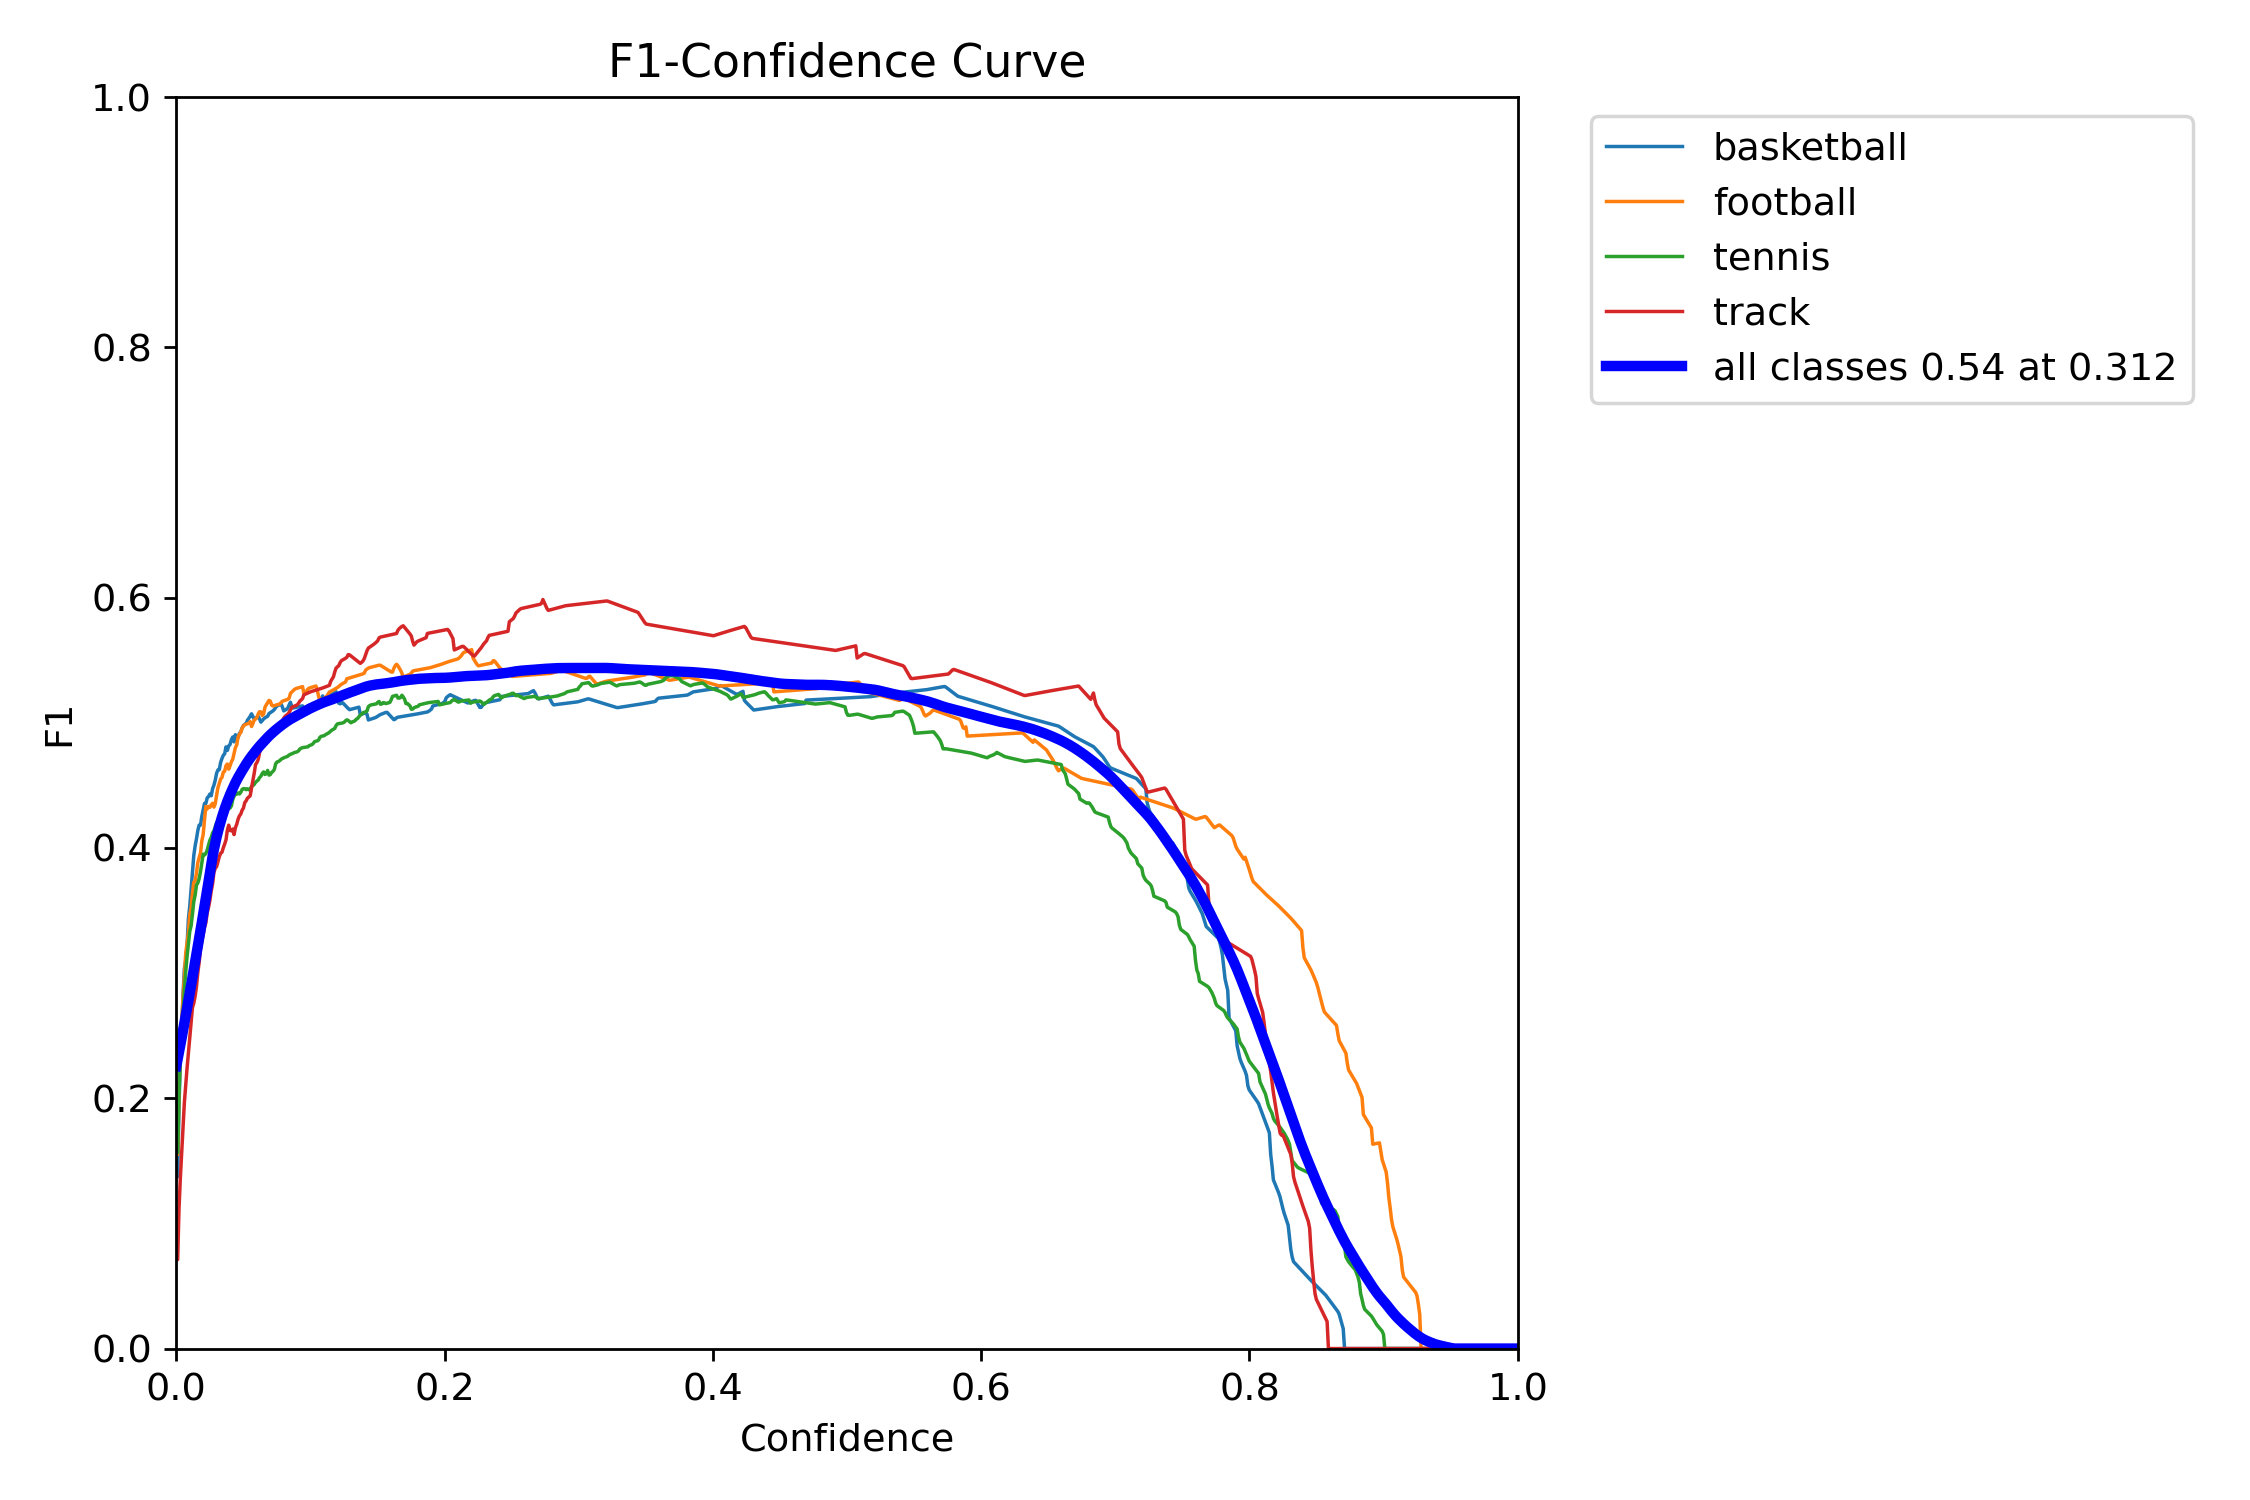 F1-Confidence Curve
1.0
0.8
0.6
0.4
0.2
0.0
F1
0.0 0.2 0.4 0.6 0.8 1.0
Confidence
basketball
football
tennis
track
all classes 0.54 at 0.312